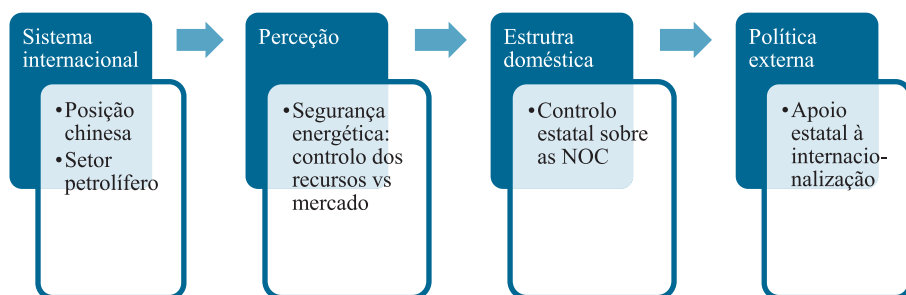 Sistema
internacional
•Posição
chinesa
•Setor
petrolífero
Perceção
•Segurança
energética:
controlo dos
recursos vs
mercado
Estrutra
doméstica
•Controlo
estatal sobre
as NOC
Política
externa
•Apoio
estatal à
internacio-
nalização